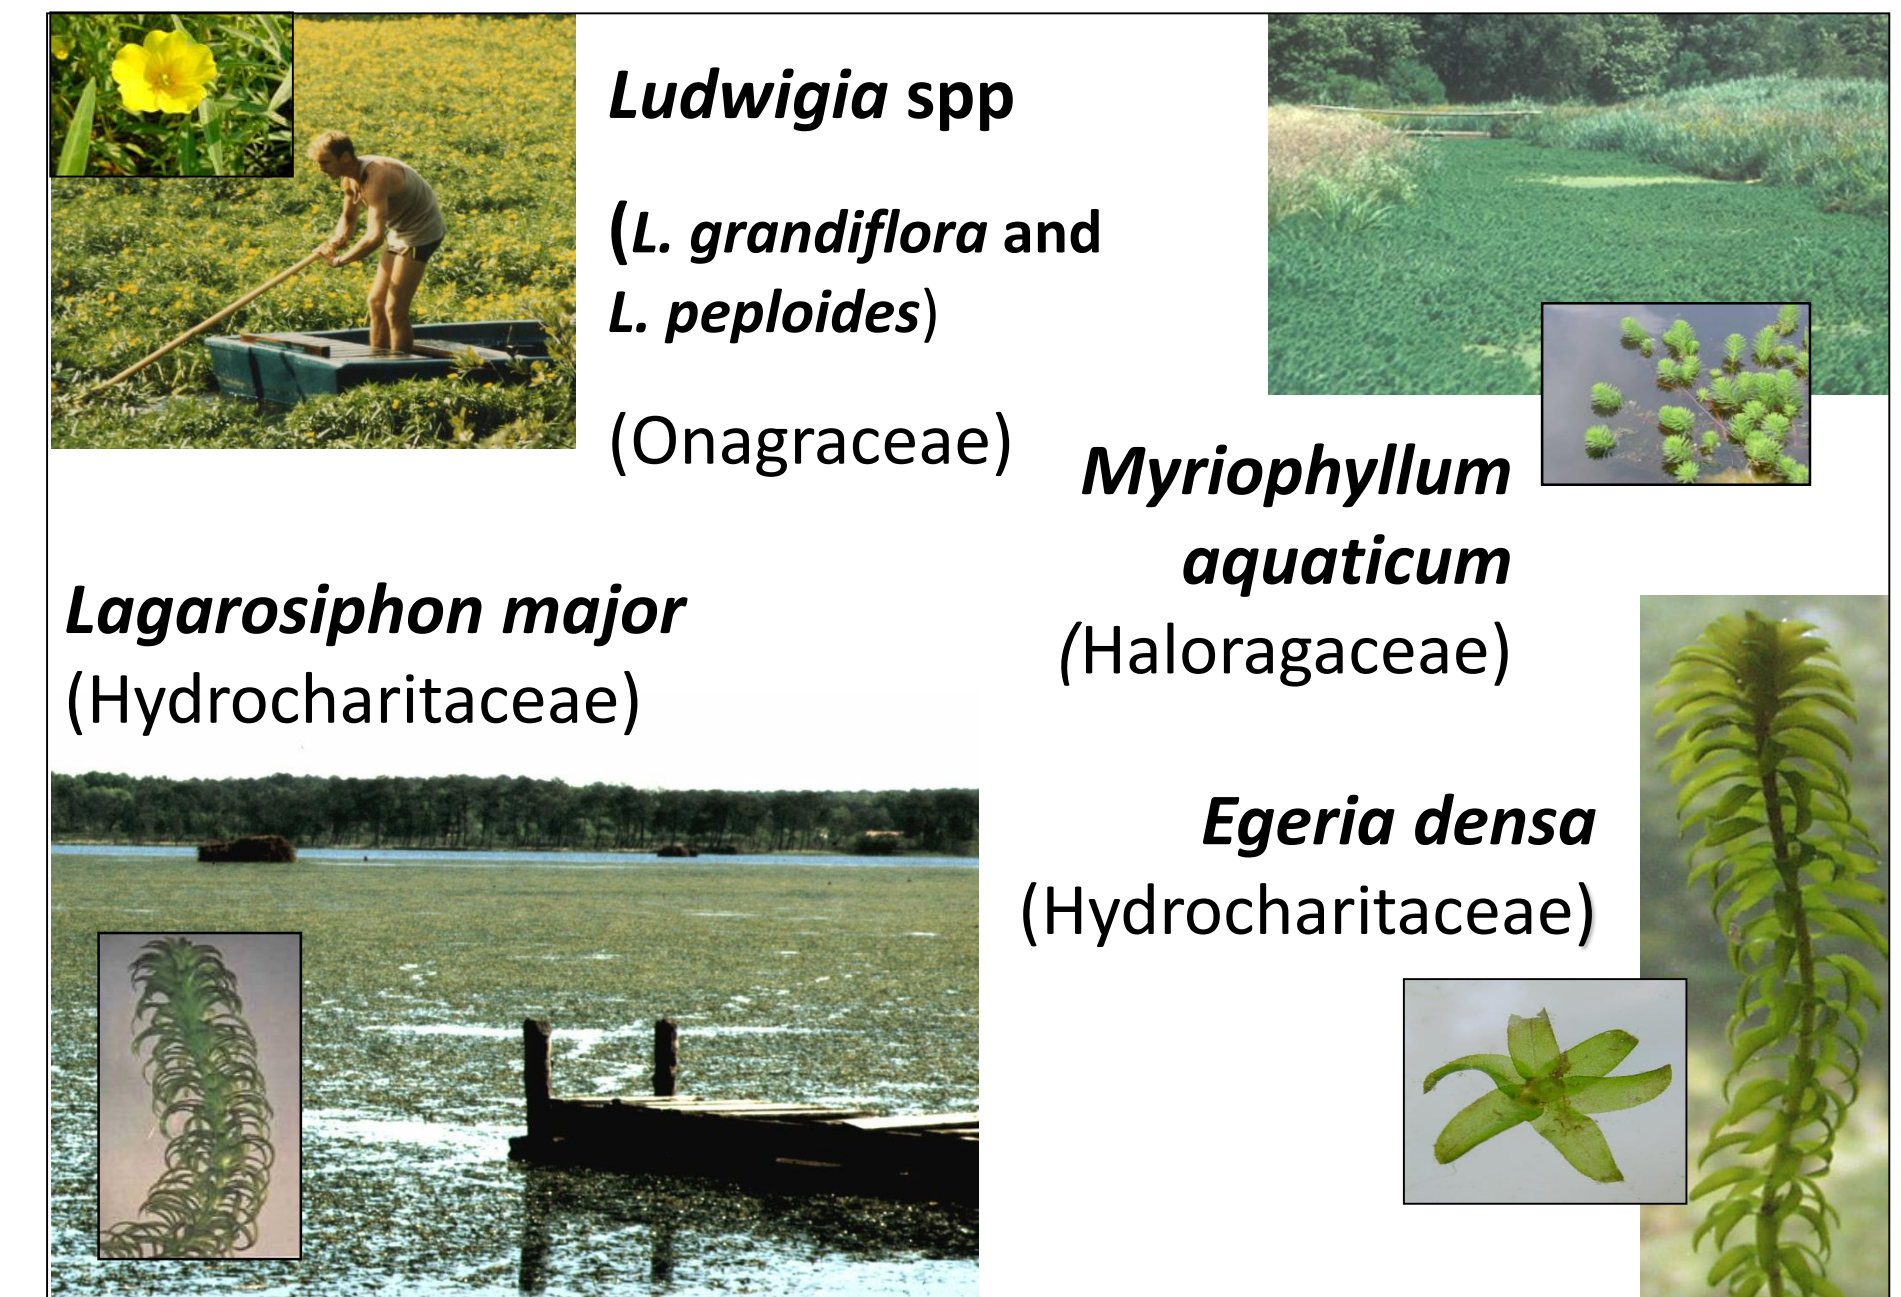 Ludwigia spp
(L. grandiflora and
L. peploides)
(Onagraceae)
Myriophyllum
aquaticum
(Haloragaceae)
Lagarosiphon major
(Hydrocharitaceae)
Egeria densa
(Hydrocharitaceae)